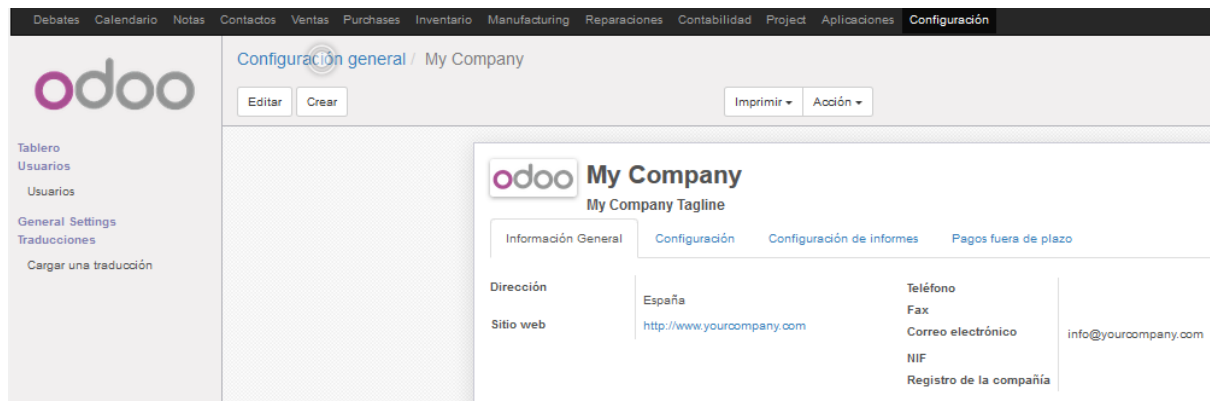 Debates Calendario Notas Contactos Ventas Purchases Inventario Manufacturing Reparaciones Contabilidad Project Aplicaciones Configuración
odoo
Configuración general / My Company
Editar Crear Imprimir Acción
Tablero
Usuarios
Usuarios
General Settings
Traducciones
Cargar una traducción
odoo My Company
My Company Tagline
Información General Configuración Configuración de informes Pagos fuera de plazo
Dirección
España
Sitio web http://www.yourcompany.com
Teléfono
Fax
Correo electrónico info@yourcompany.com
NIF
Registro de la compañía